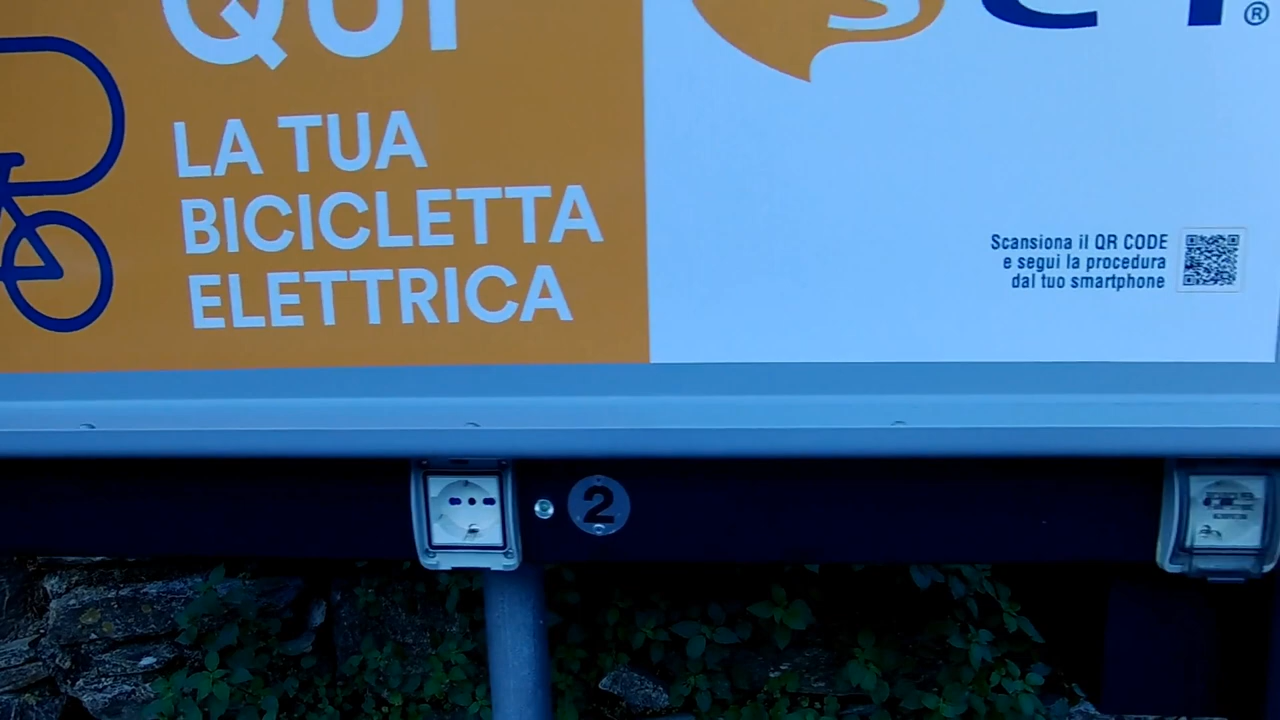 QUI
LA TUA
BICICLETTA
ELETTRICA
Scansiona il QR CODE
e segui la procedura
dal tuo smartphone
®
2